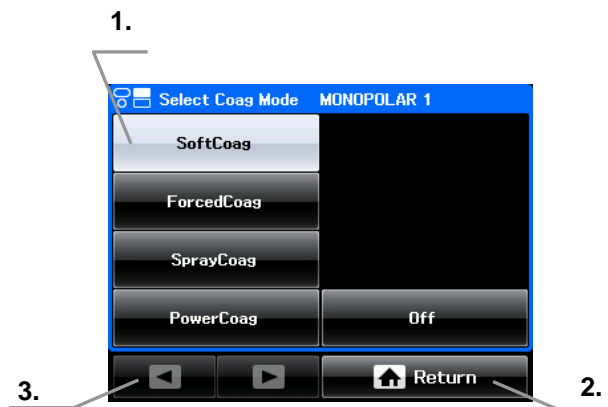 1.
Select Coag Mode MONOPOLAR 1
SoftCoag
ForcedCoag
SprayCoag
PowerCoag Off
Return
3.
2.